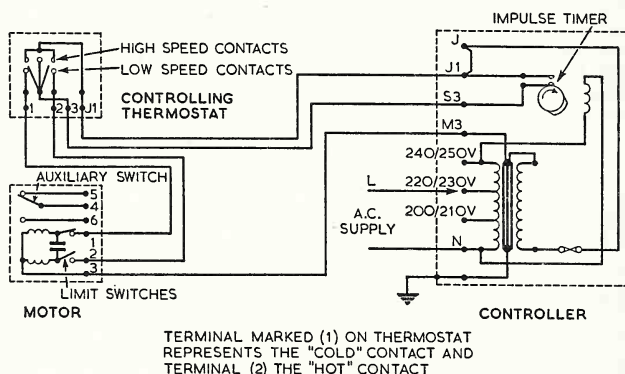 IMPULSE TIMER
HIGH SPEED CONTACTS
LOW SPEED CONTACTS
CONTROLLING
THERMOSTAT
1 2 3 J1
J
J1
S3
M3
240/250V
L 220/230V
200/210V
A.C.
SUPPLY
N
AUXILIARY SWITCH
5
4
6
1
2
3
LIMIT SWITCHES
MOTOR
CONTROLLER
TERMINAL MARKED (1) ON THERMOSTAT
REPRESENTS THE "COLD" CONTACT AND
TERMINAL (2) THE "HOT" CONTACT